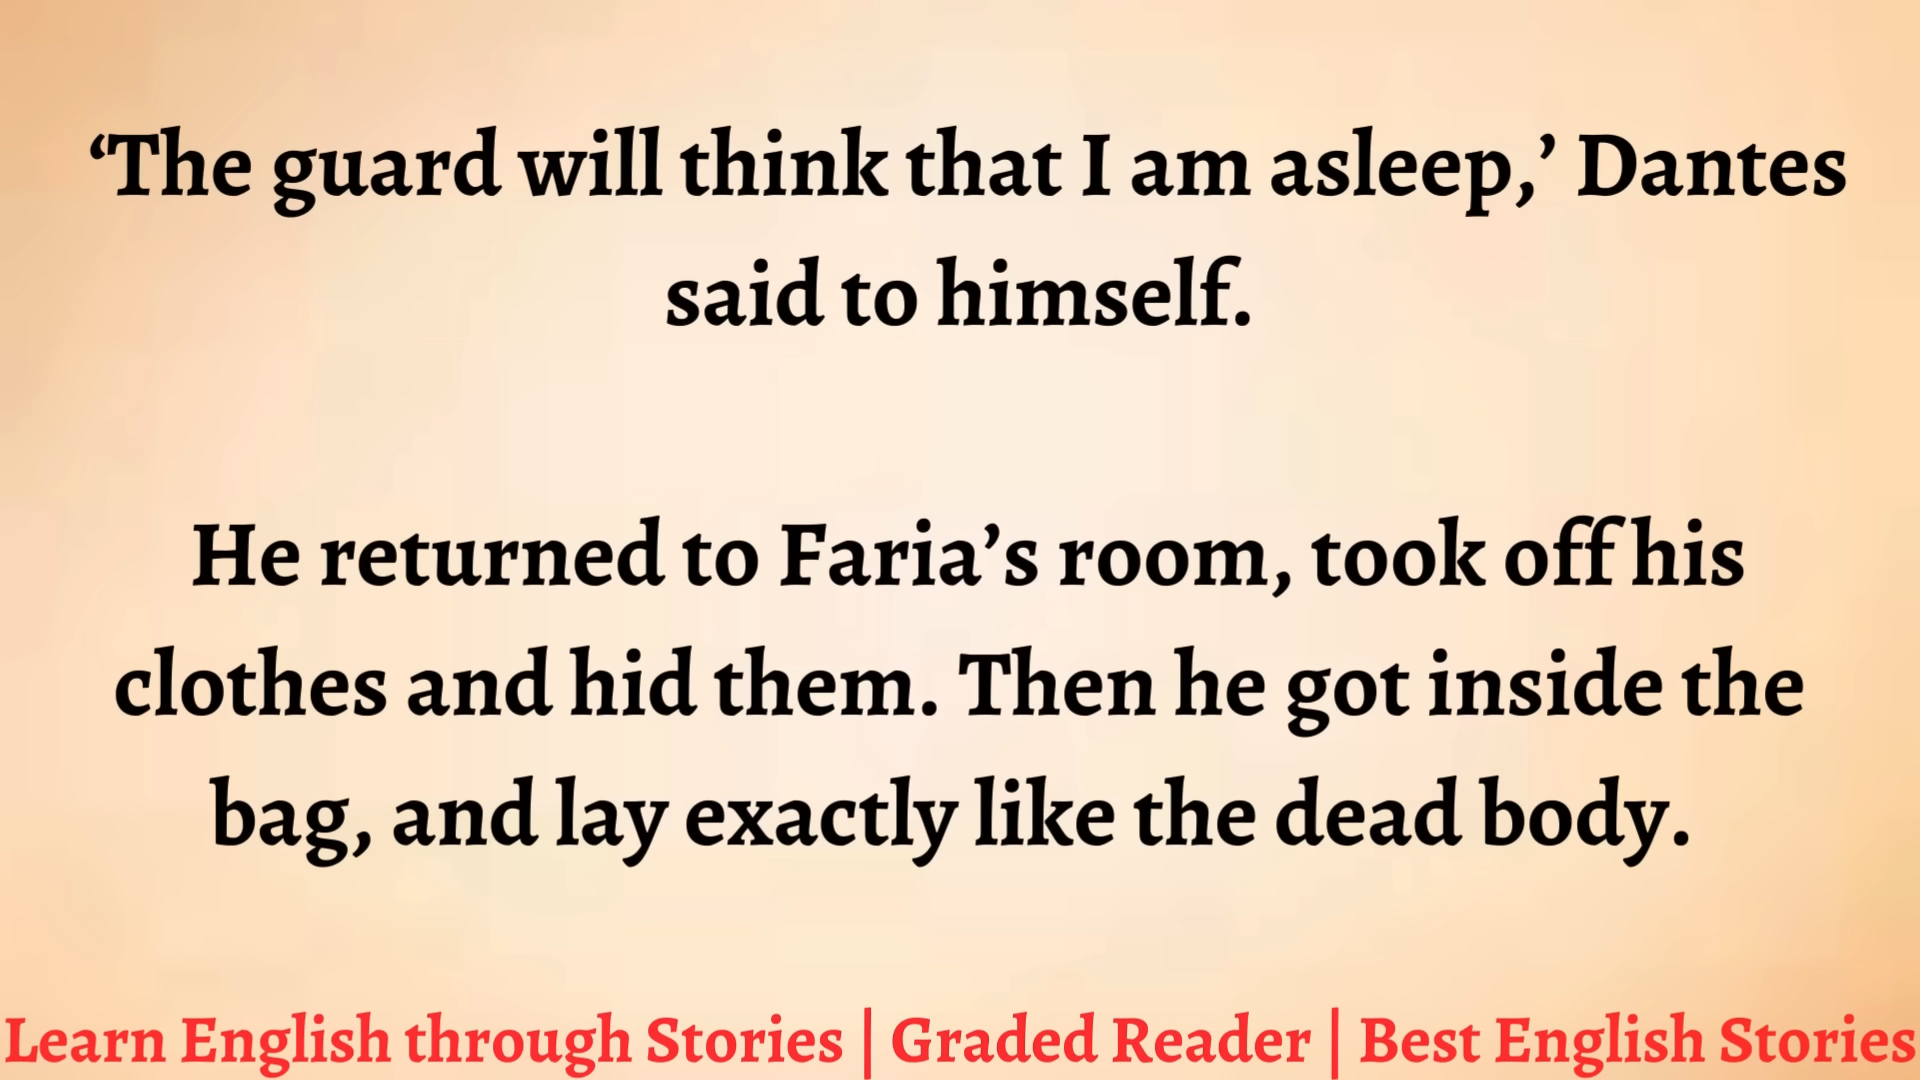 ‘The guard will think that I am asleep,’ Dantes
said to himself.
He returned to Faria’s room, took off his
clothes and hid them. Then he got inside the
bag, and lay exactly like the dead body.
Learn English through Stories | Graded Reader | Best English Stories